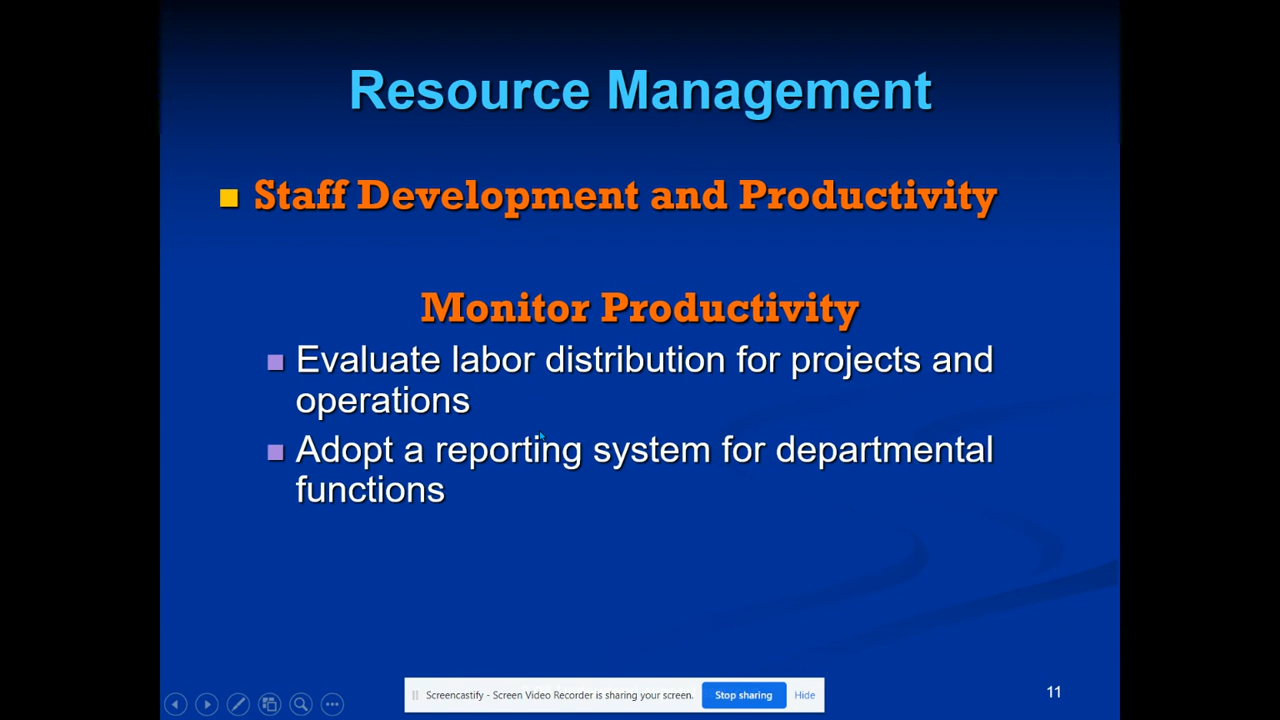 Resource Management
Staff Development and Productivity
Monitor Productivity
Evaluate labor distribution for projects and
operations
Adopt a reporting system for departmental
functions
Screencastify - Screen Video Recorder is sharing your screen. Stop sharing Hide
11